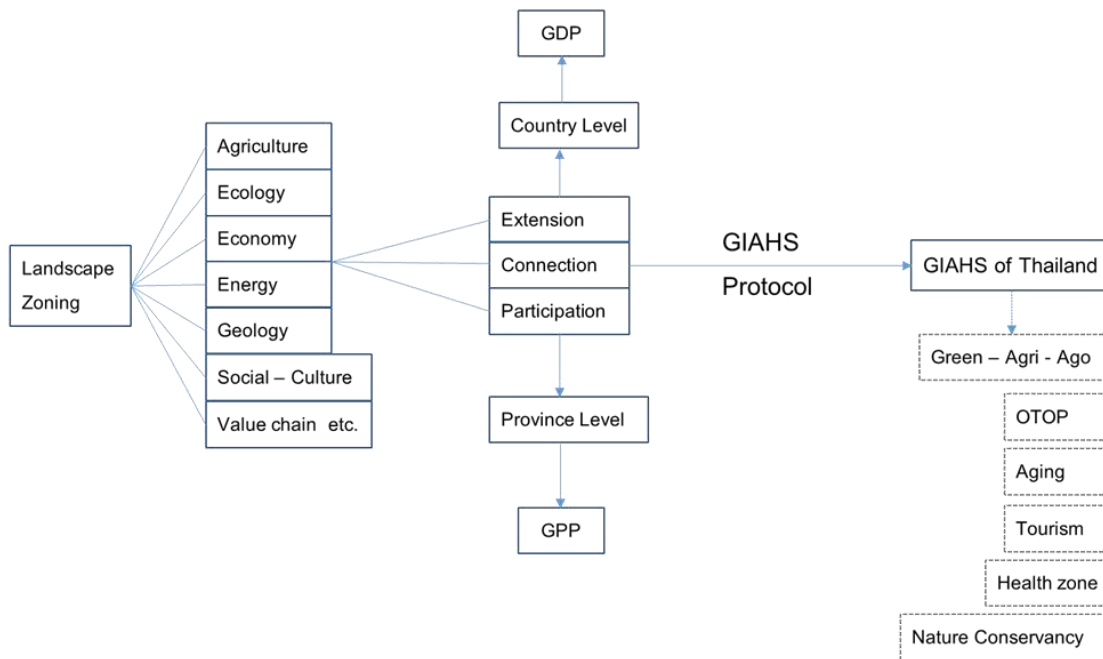 GDP
Country Level
Agriculture
Ecology
Economy
Energy
Geology
Social – Culture
Value chain etc.
Landscape
Zoning
Extension
Connection
Participation
Province Level
GPP
GIAHS
Protocol
GIAHS of Thailand
Green – Agri - Ago
OTOP
Aging
Tourism
Health zone
Nature Conservancy